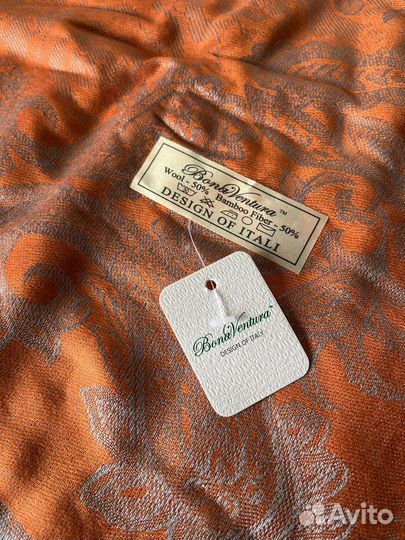 BonaVentura™
Wool - 50% Bamboo Fiber - 50%
DESIGN OF ITALI
BonaVentura™
DESIGN OF ITALY
Avito